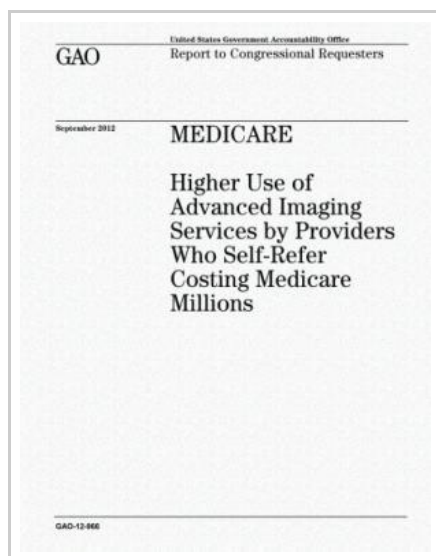 United States Government Accountability Office
GAO
Report to Congressional Requesters
September 2012
MEDICARE
Higher Use of
Advanced Imaging
Services by Providers
Who Self-Refer
Costing Medicare
Millions
GAO-12-966